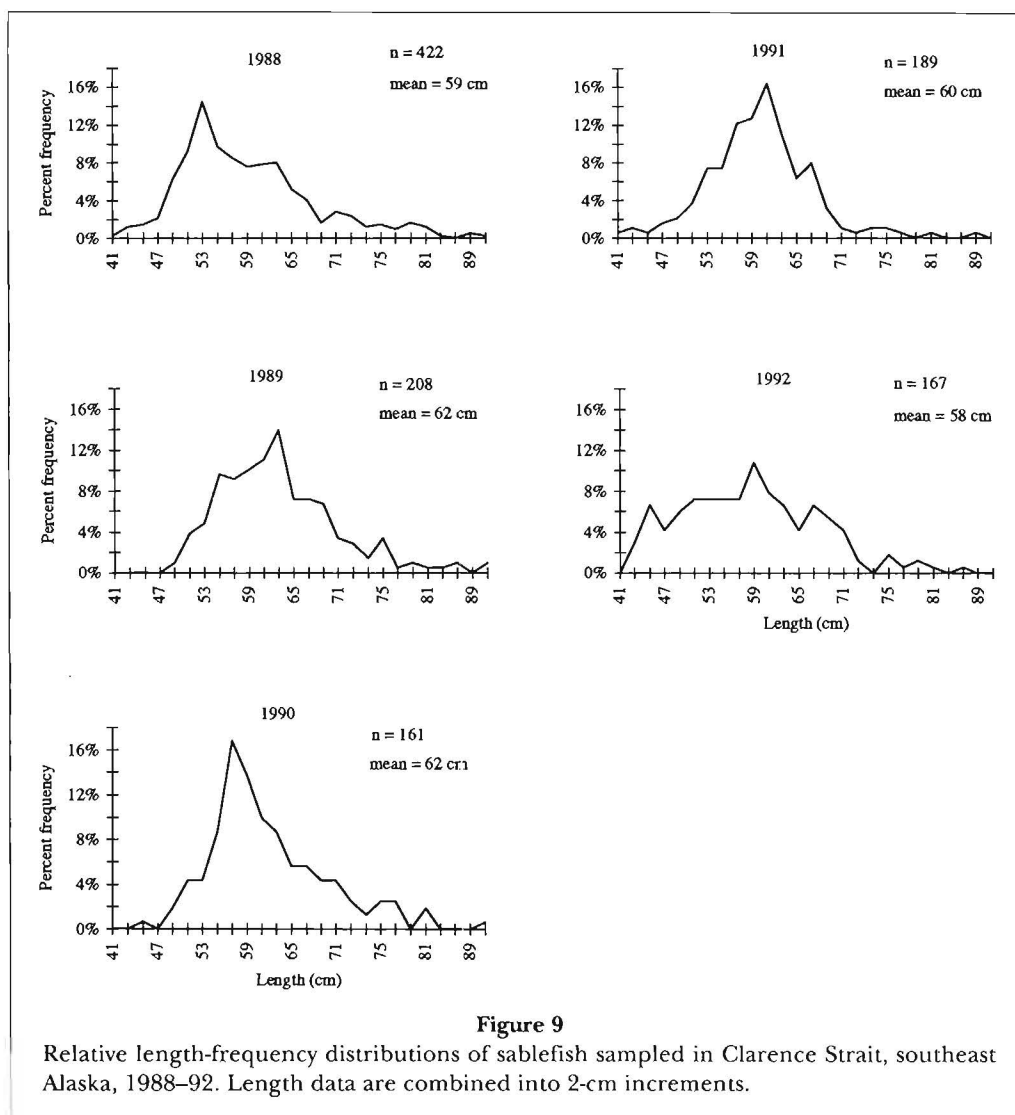 1988
n = 422
mean = 59 cm
Percent frequency
16%
12%
8%
4%
0%
41 47 53 59 65 71 75 81 89
1991
n = 189
mean = 60 cm
16%
12%
8%
4%
0%
41 47 53 59 65 71 75 81 89
1989
n = 208
mean = 62 cm
Percent frequency
16%
12%
8%
4%
0%
41 47 53 59 65 71 75 81 89
1992
n = 167
mean = 58 cm
16%
12%
8%
4%
0%
41 47 53 59 65 71 75 81 89
Length (cm)
1990
n = 161
mean = 62 cm
Percent frequency
16%
12%
8%
4%
0%
41 47 53 59 65 71 75 81 89
Length (cm)
Figure 9
Relative length-frequency distributions of sablefish sampled in Clarence Strait, southeast
Alaska, 1988–92. Length data are combined into 2-cm increments.